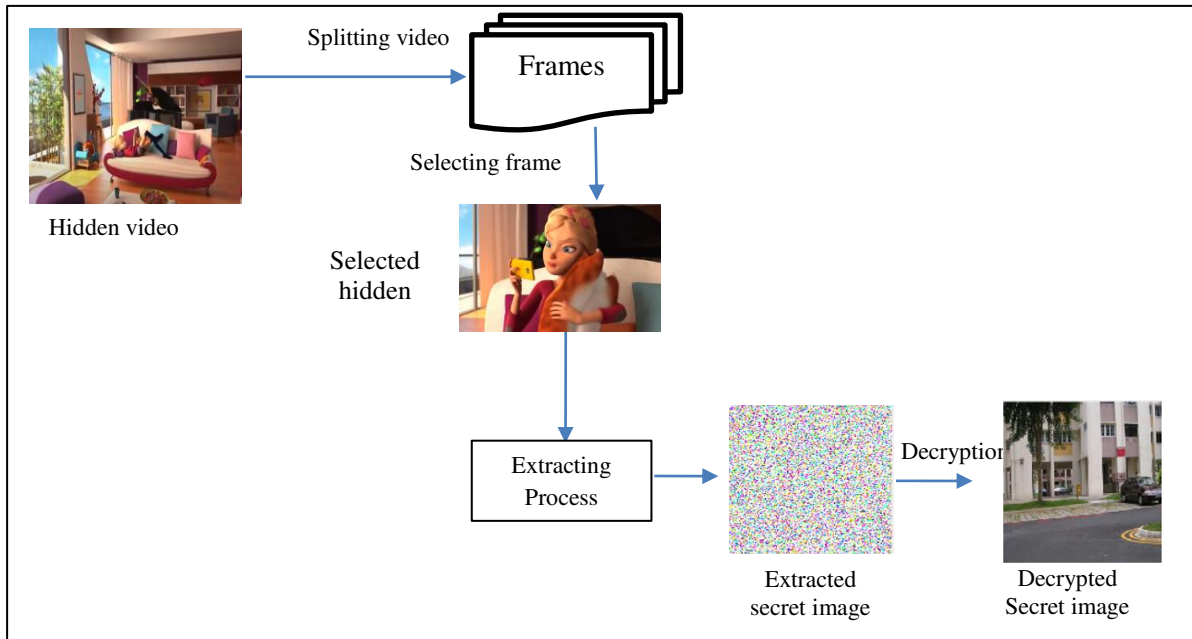 Splitting video
Frames
Selecting frame
Hidden video
Selected
hidden
Extracting
Process
Decryption
Extracted
secret image
Decrypted
Secret image